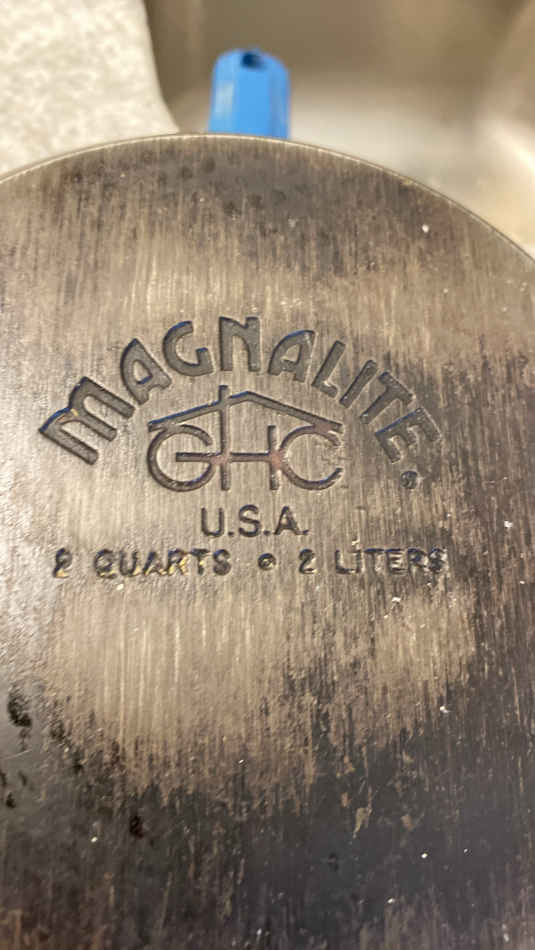 MAGNALITE®
GHC
U.S.A.
2 QUARTS • 2 LITERS